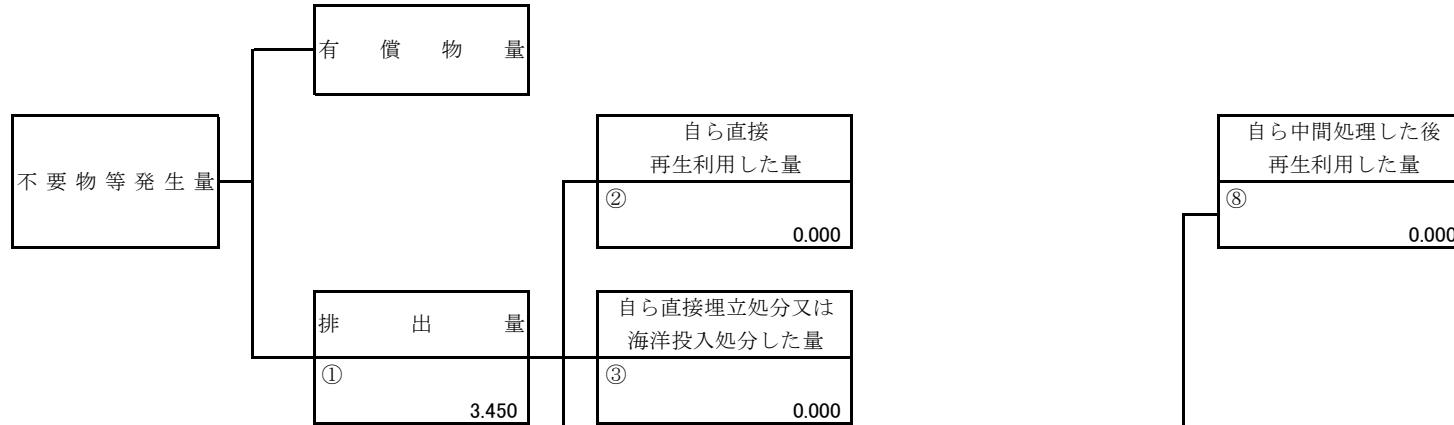 有償物量
自ら直接
再生利用した量
②
0.000
自ら中間処理した後
再生利用した量
⑧
0.000
不要物等発生量
排出量
①
3.450
自ら直接埋立処分又は
海洋投入処分した量
③
0.000